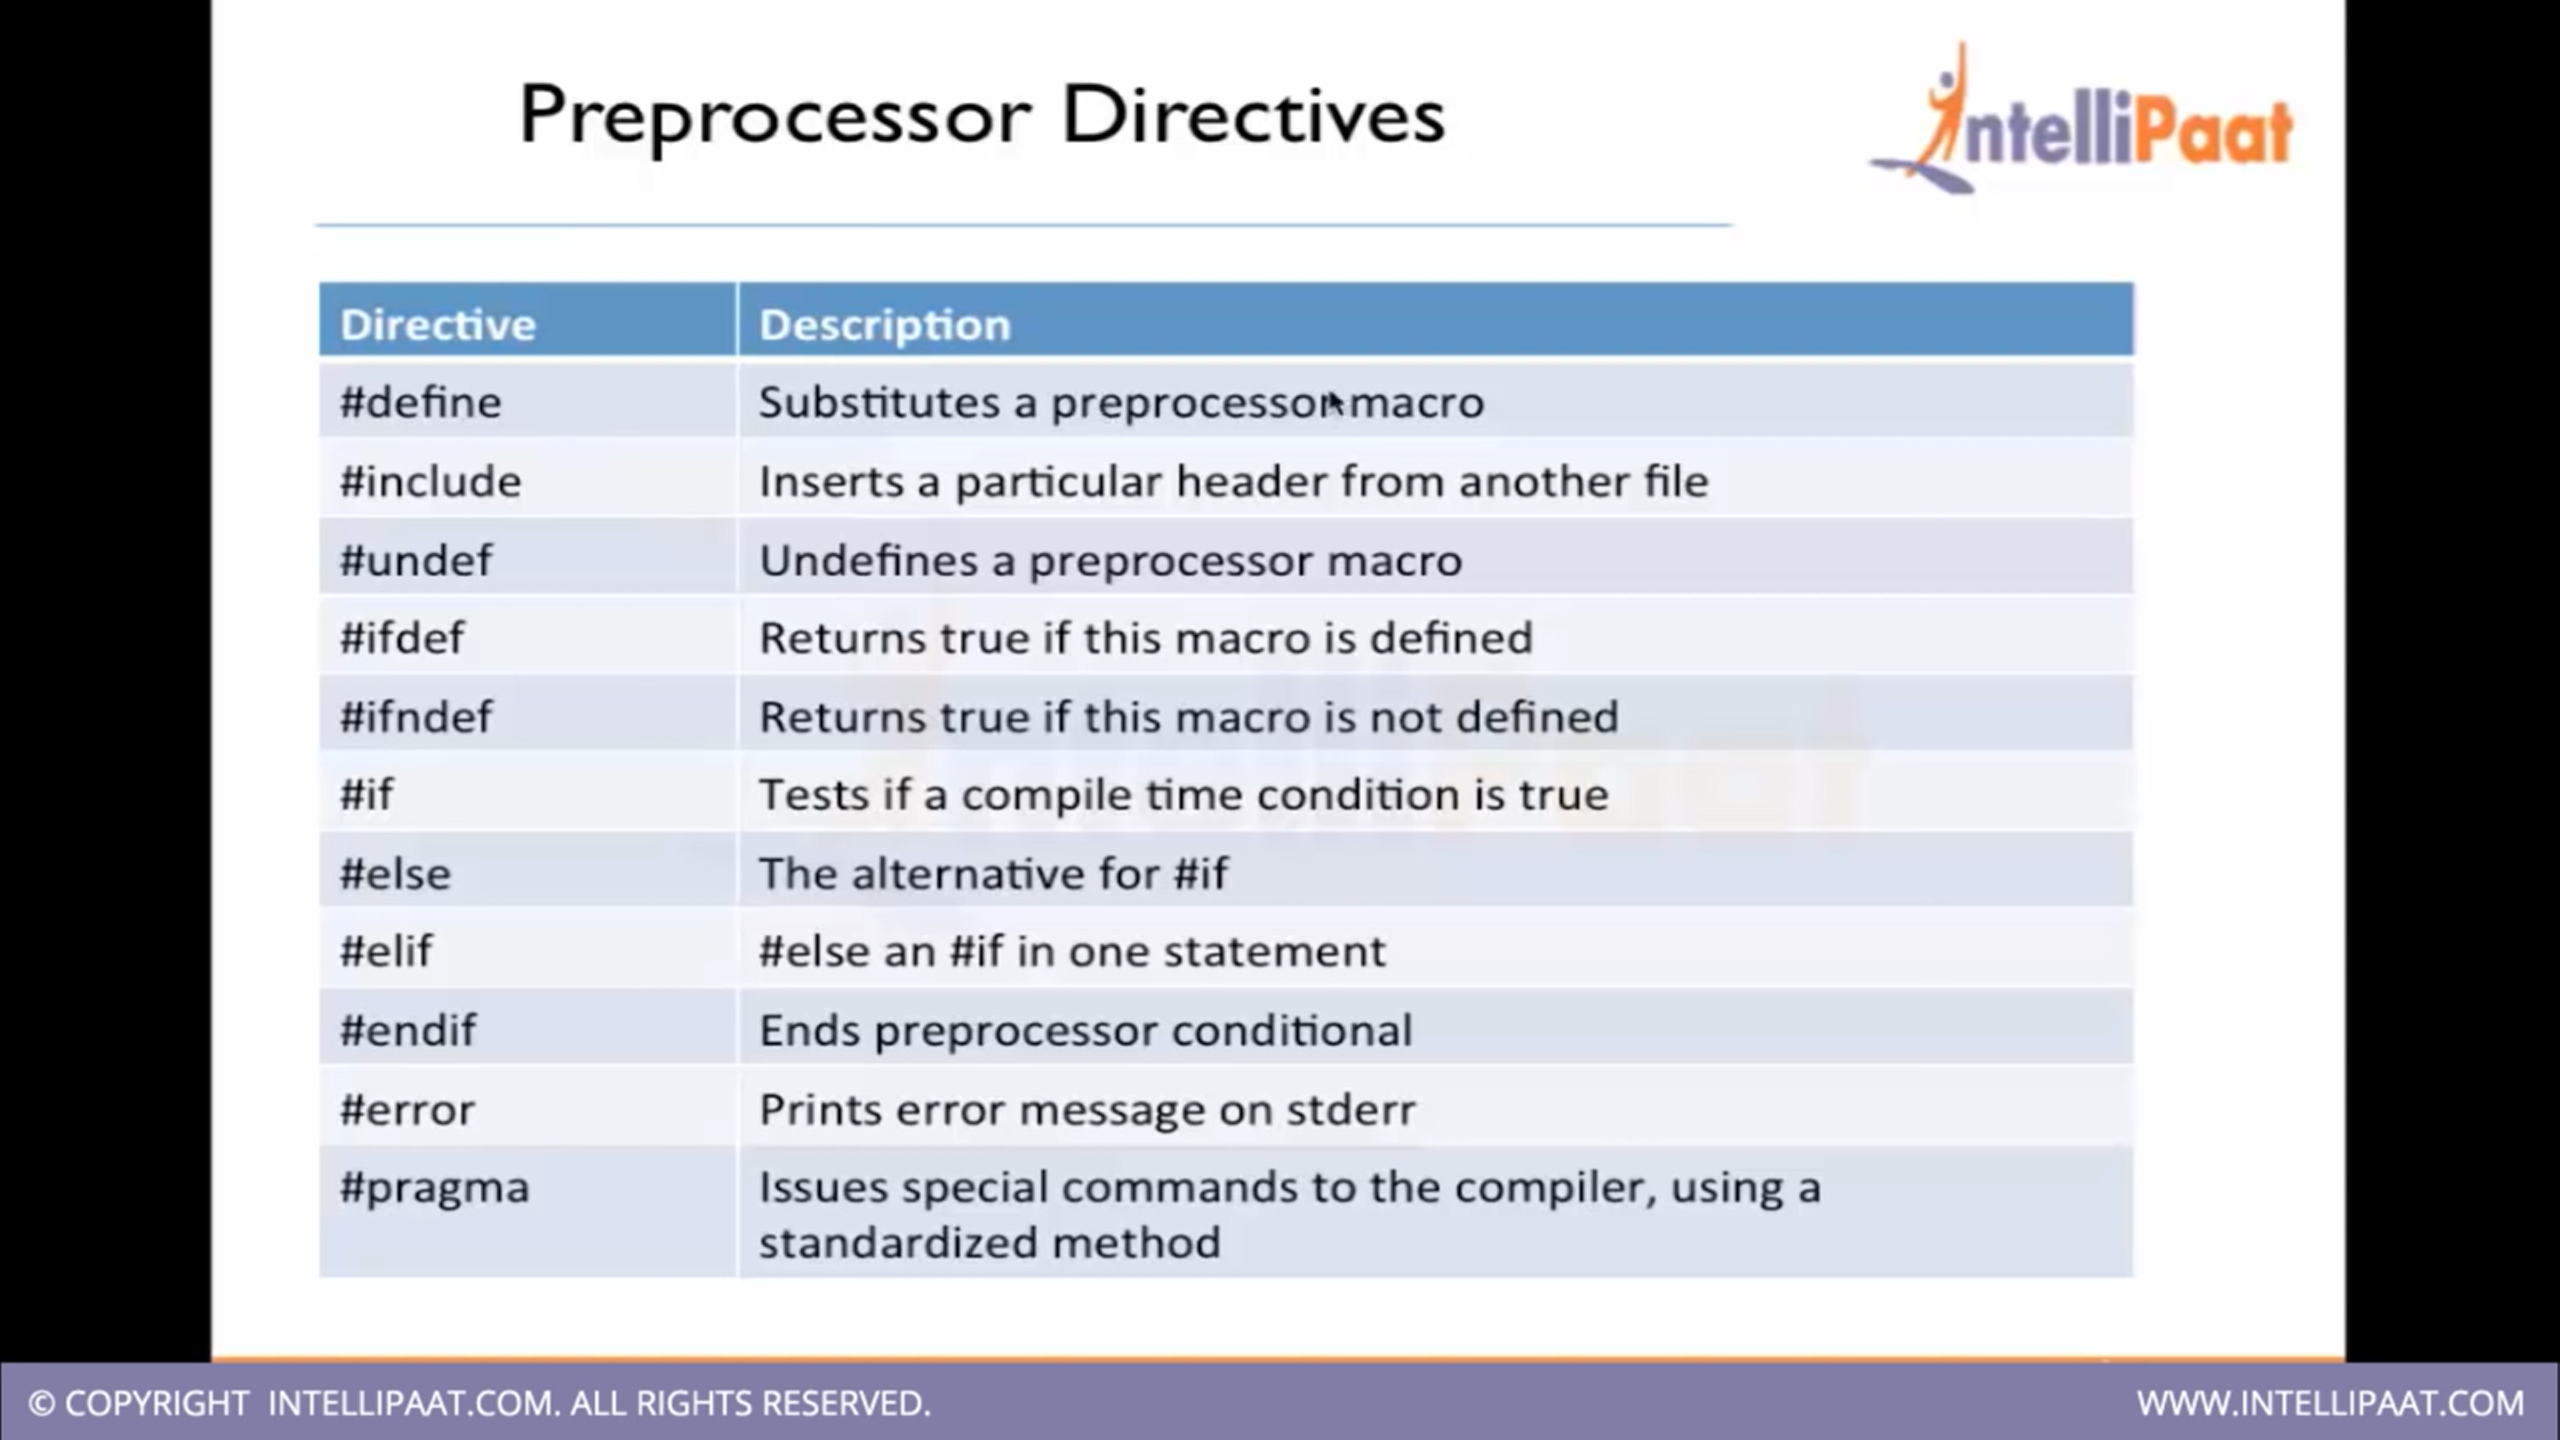 Preprocessor Directives
IntelliPaat
Directive Description
#define Substitutes a preprocessor macro
#include Inserts a particular header from another file
#undef Undefines a preprocessor macro
#ifdef Returns true if this macro is defined
#ifndef Returns true if this macro is not defined
#if Tests if a compile time condition is true
#else The alternative for #if
#elif #else an #if in one statement
#endif Ends preprocessor conditional
#error Prints error message on stderr
#pragma Issues special commands to the compiler, using a
standardized method
© COPYRIGHT INTELLIPAAT.COM. ALL RIGHTS RESERVED. WWW.INTELLIPAAT.COM